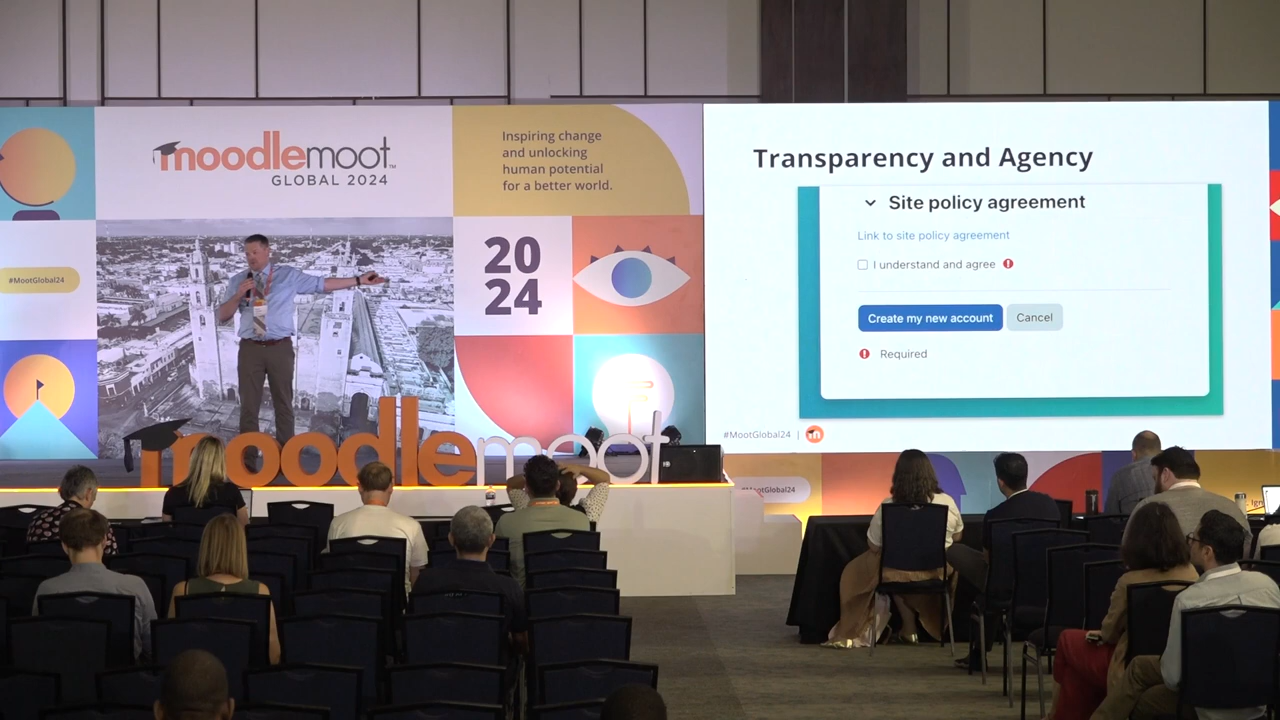 moodlemoot™
GLOBAL 2024
Inspiring change
and unlocking
human potential
for a better world.
#MootGlobal24
20
24
Transparency and Agency
Site policy agreement
Link to site policy agreement
I understand and agree
Create my new account
Cancel
Required
#MootGlobal24 |
moodlemoot
#MootGlobal24